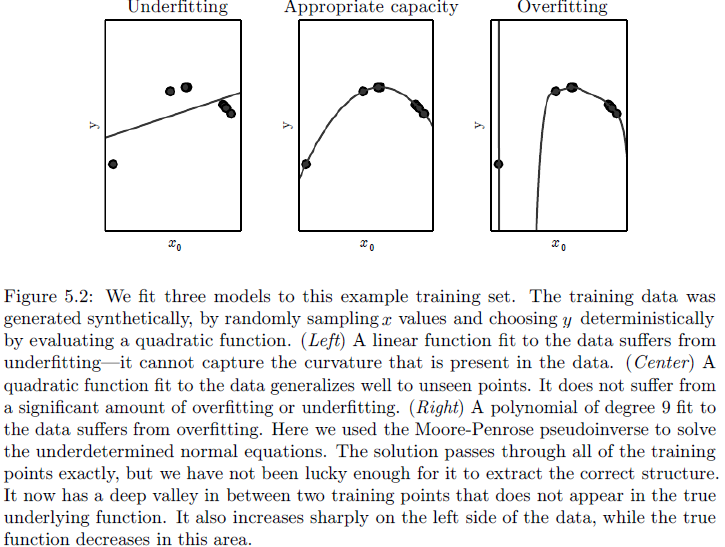 Underfitting Appropriate capacity Overfitting
y y y
x0 x0 x0
Figure 5.2: We fit three models to this example training set. The training data was
generated synthetically, by randomly sampling x values and choosing y deterministically
by evaluating a quadratic function. (Left) A linear function fit to the data suffers from
underfitting—it cannot capture the curvature that is present in the data. (Center) A
quadratic function fit to the data generalizes well to unseen points. It does not suffer from
a significant amount of overfitting or underfitting. (Right) A polynomial of degree 9 fit to
the data suffers from overfitting. Here we used the Moore-Penrose pseudoinverse to solve
the underdetermined normal equations. The solution passes through all of the training
points exactly, but we have not been lucky enough for it to extract the correct structure.
It now has a deep valley in between two training points that does not appear in the true
underlying function. It also increases sharply on the left side of the data, while the true
function decreases in this area.